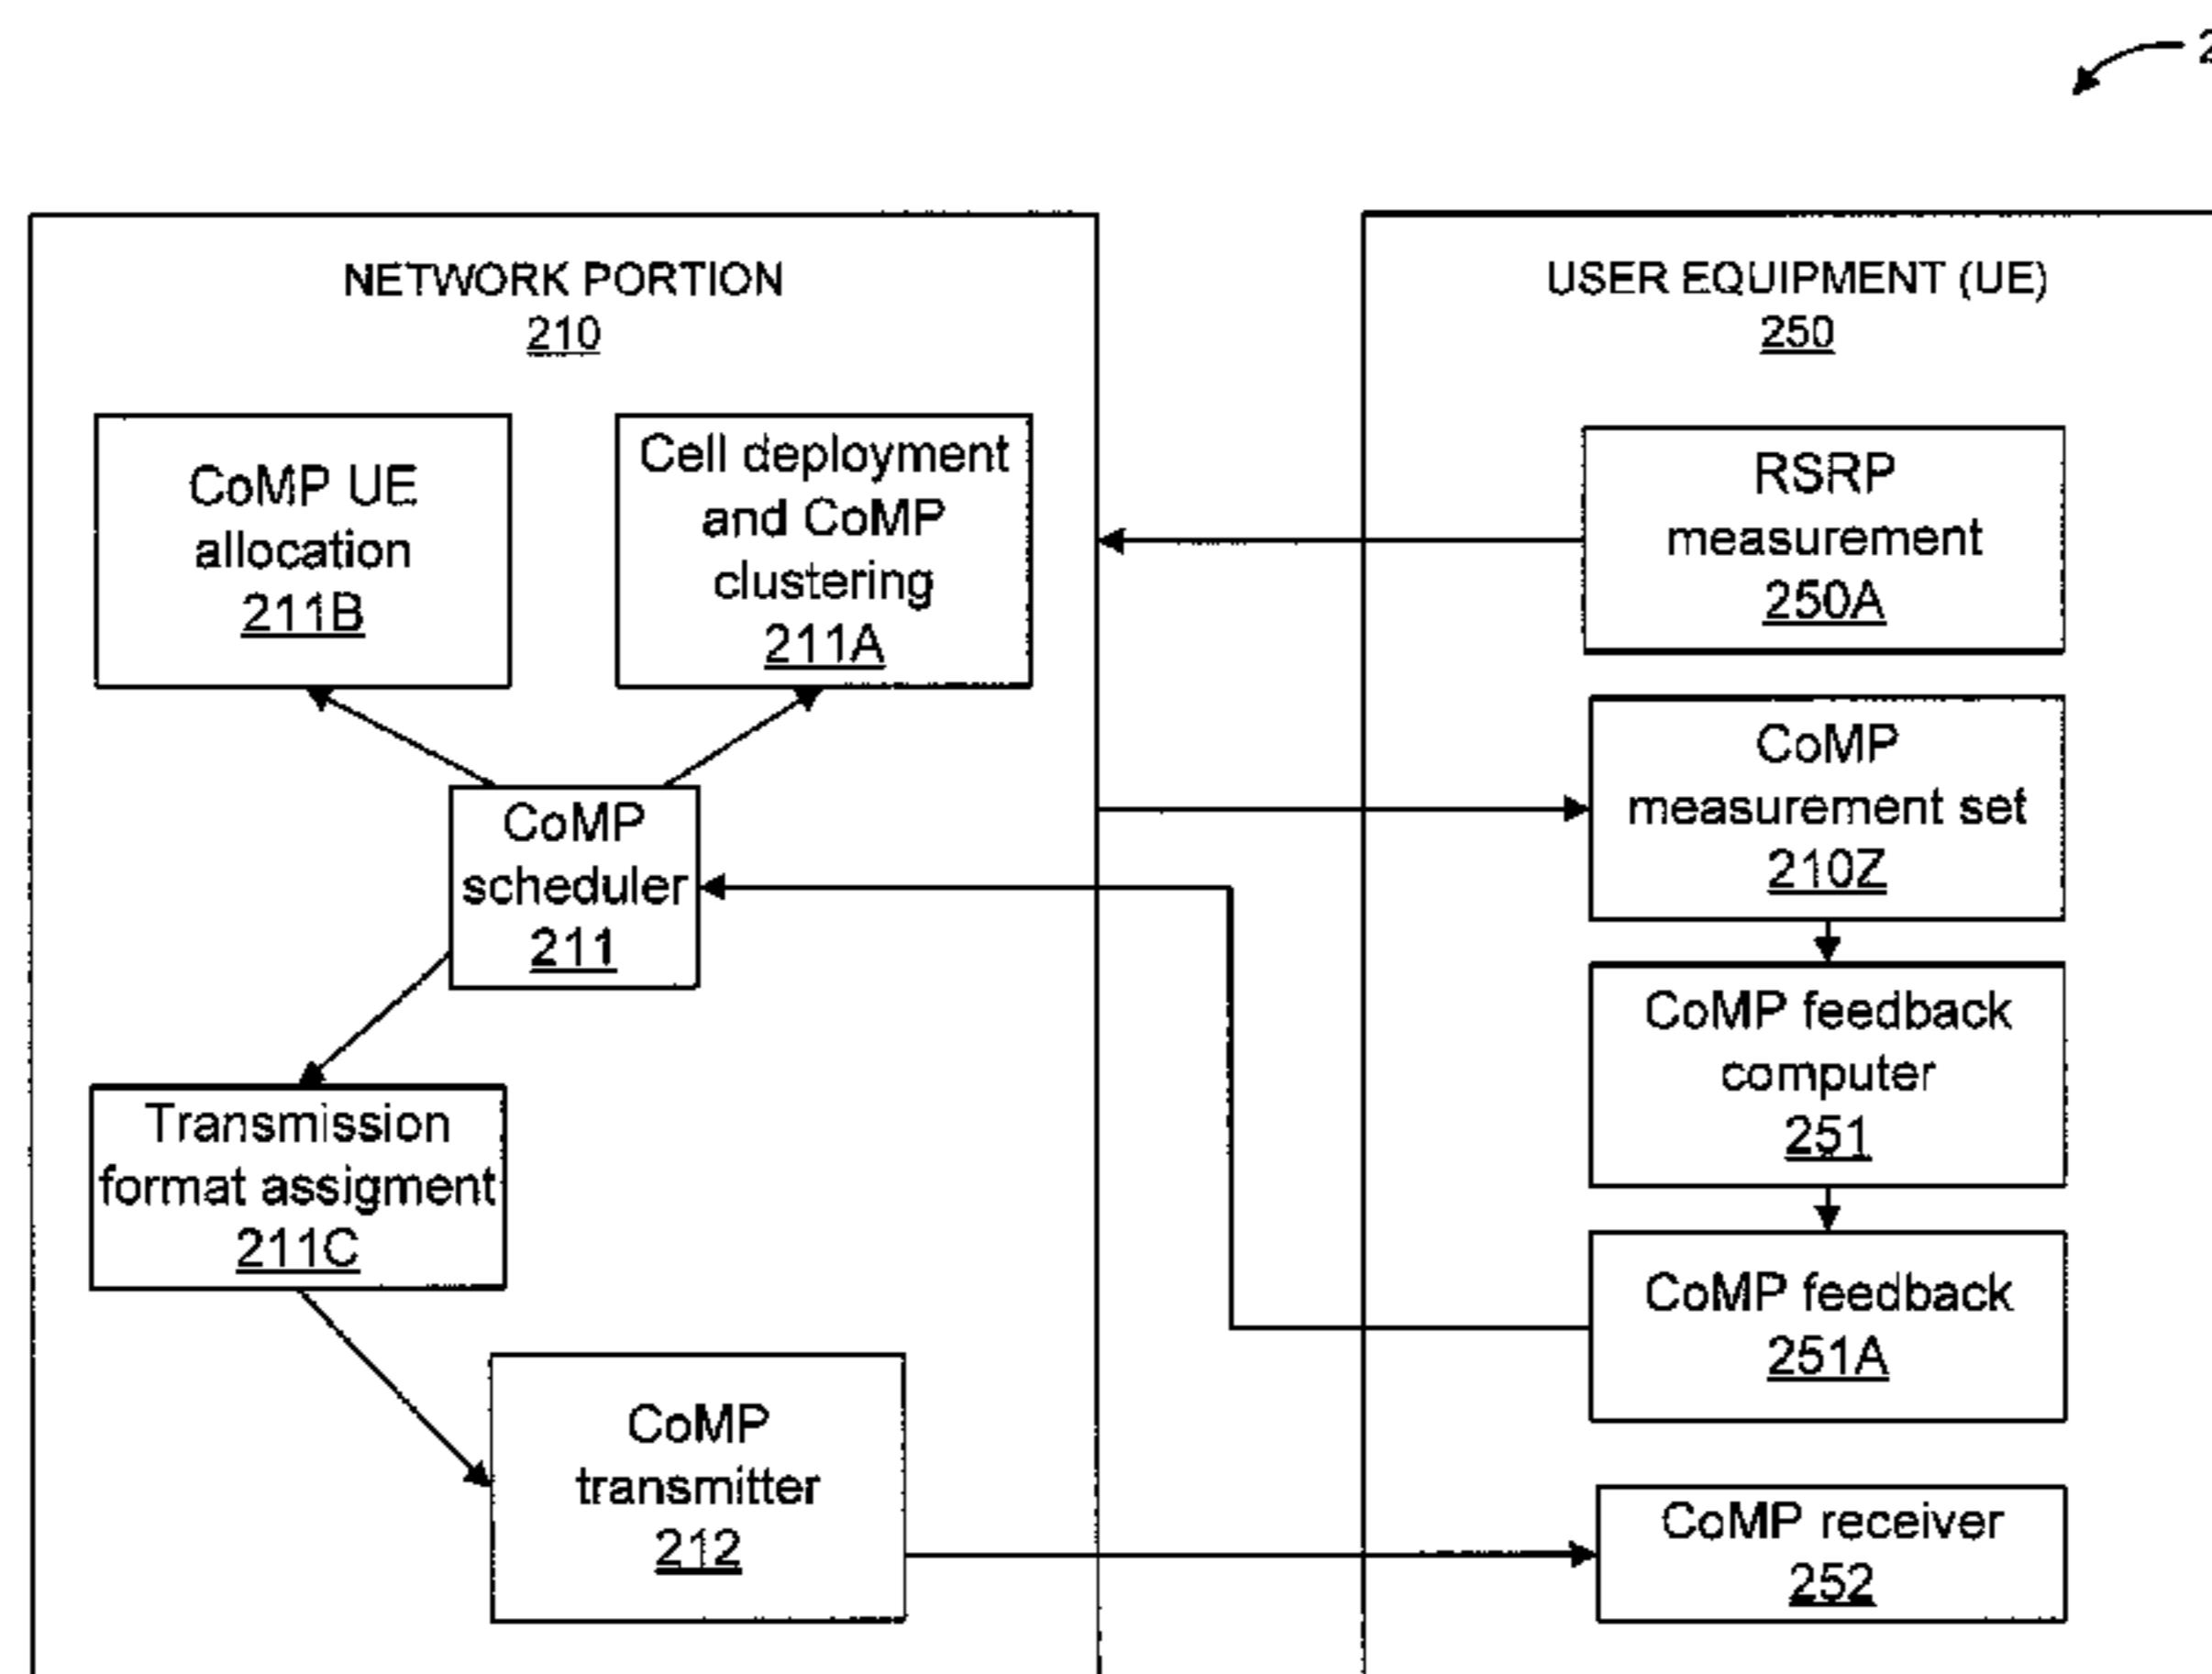 NETWORK PORTION
210
CoMP UE
allocation
211B
Cell deployment
and CoMP
clustering
211A
CoMP
scheduler
211
Transmission
format assigment
211C
CoMP
transmitter
212
USER EQUIPMENT (UE)
250
RSRP
measurement
250A
CoMP
measurement set
210Z
CoMP feedback
computer
251
CoMP feedback
251A
CoMP receiver
252